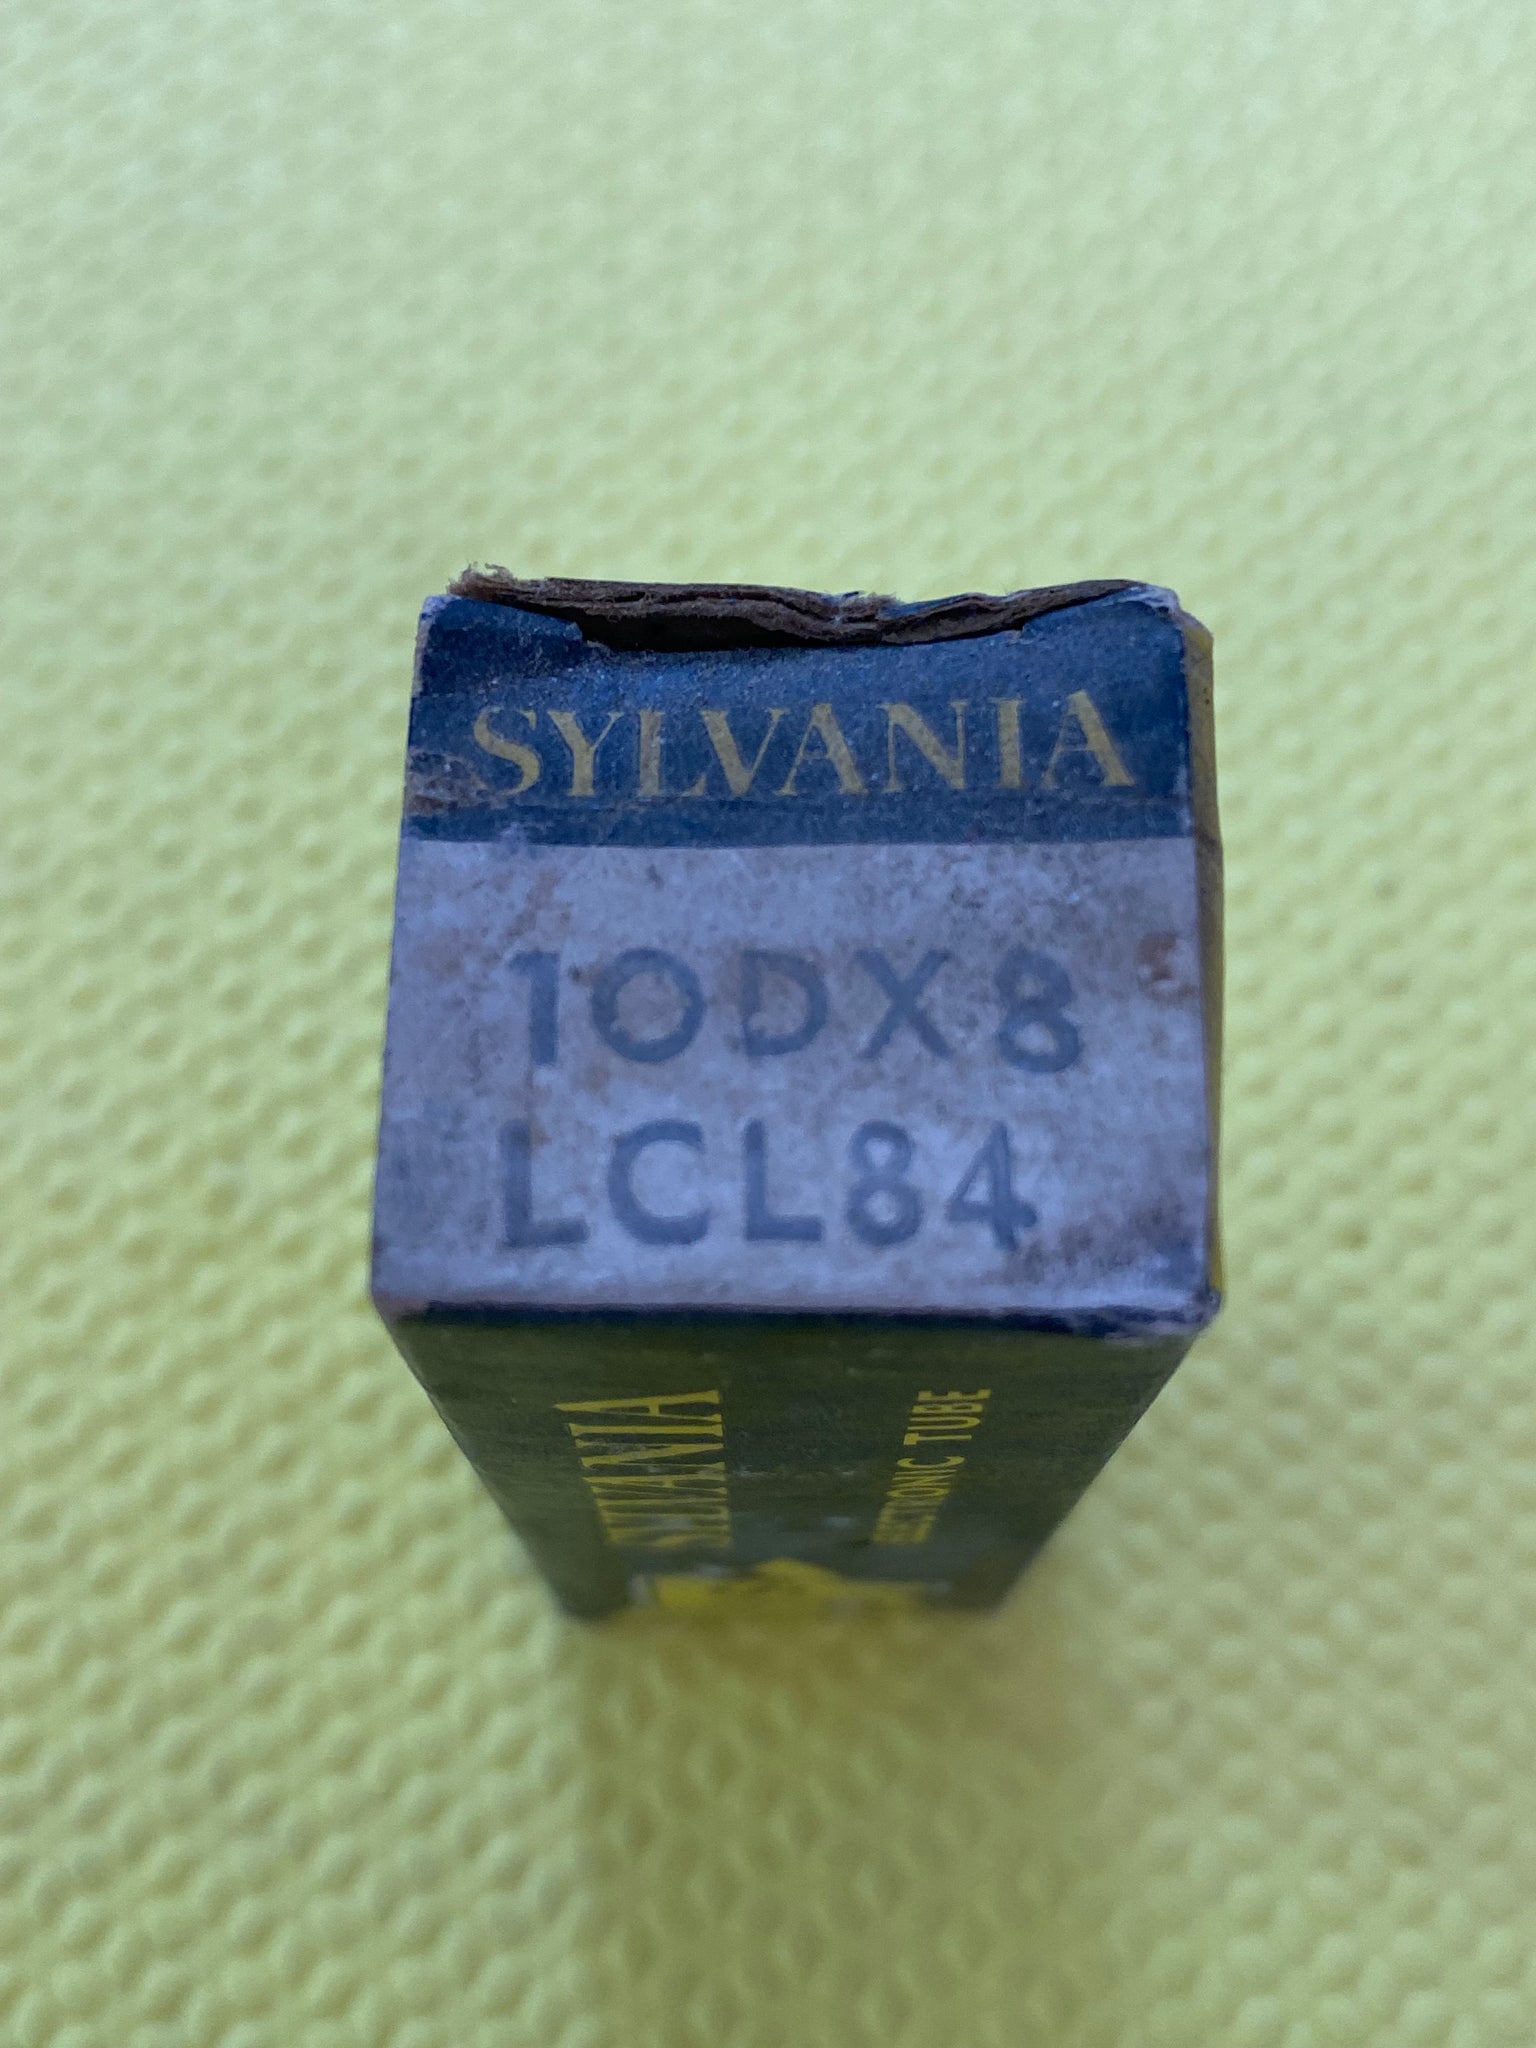 SYLVANIA
10DX8
LCL84
SYLVANIA
ELECTRONIC TUBE